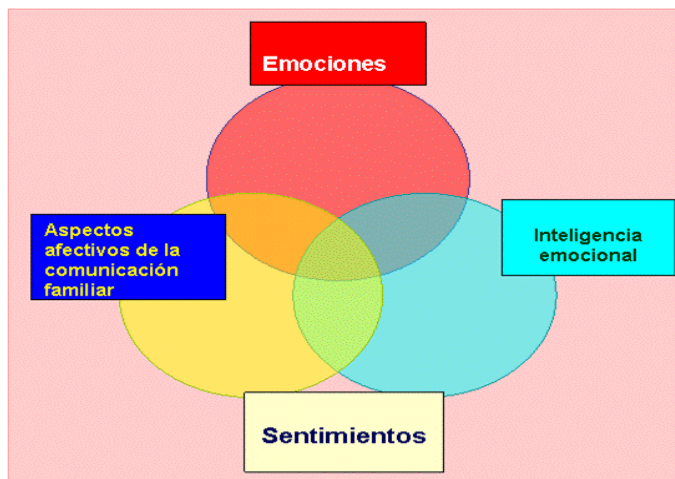 Emociones
Aspectos
afectivos de la
comunicación
familiar
Inteligencia
emocional
Sentimientos